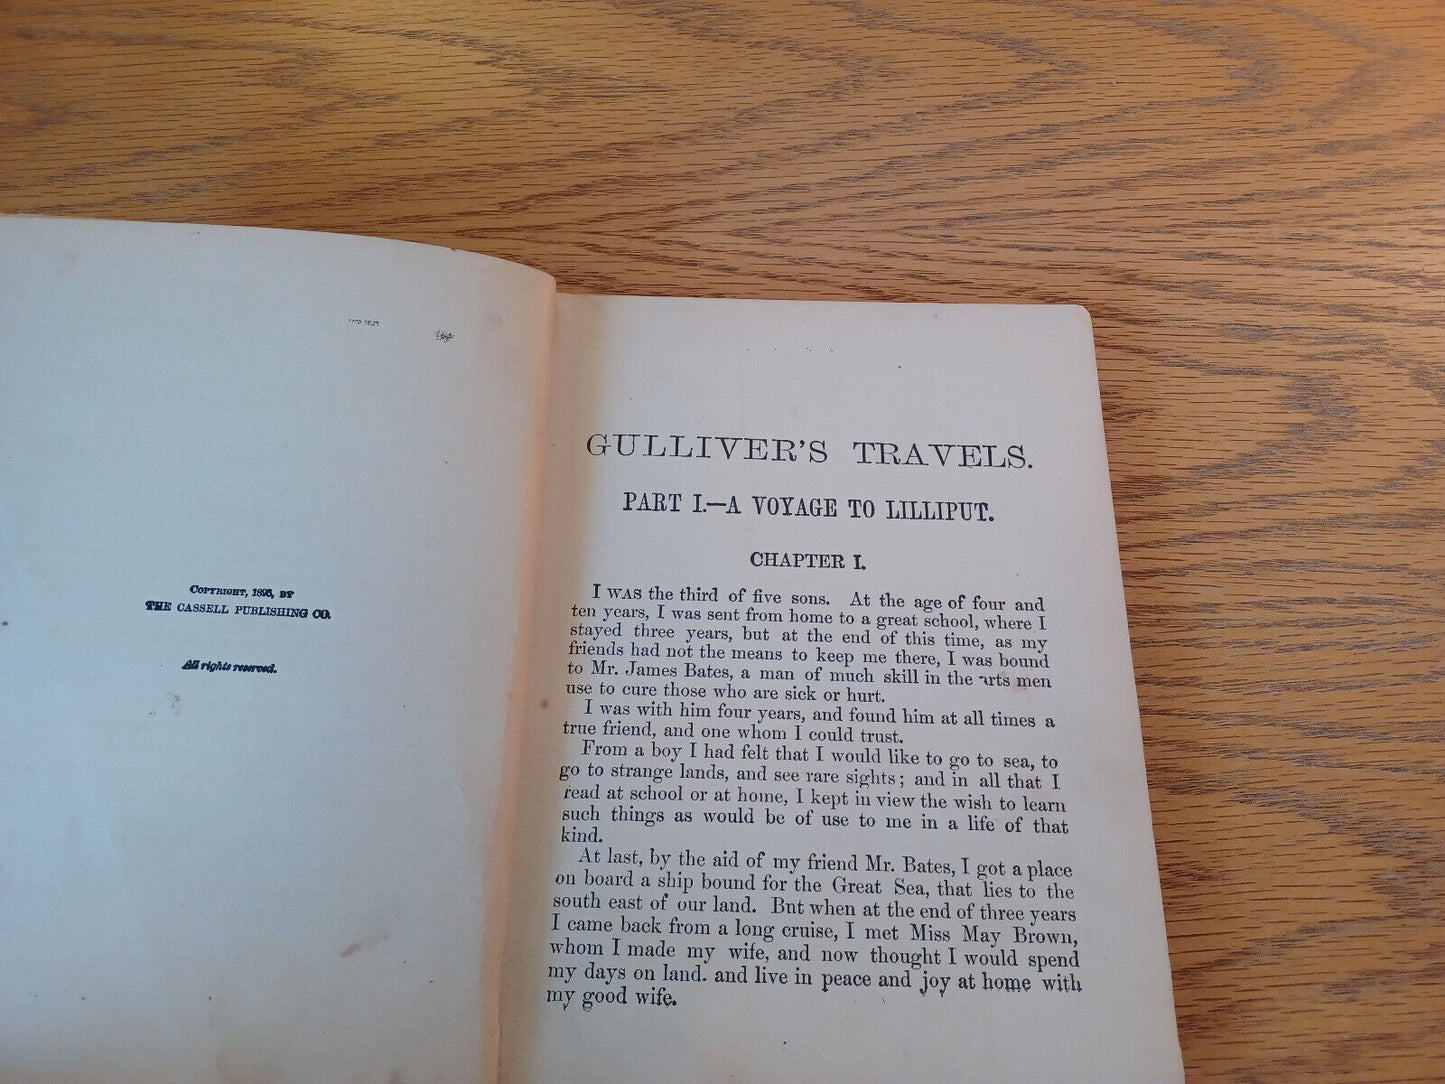 COPYRIGHT, 1895, BY
THE CASSELL PUBLISHING CO.
All rights reserved.
GULLIVER'S TRAVELS.
PART I.—A VOYAGE TO LILLIPUT.
CHAPTER I.
I WAS the third of five sons. At the age of four and
ten years, I was sent from home to a great school, where I
stayed three years, but at the end of this time, as my
friends had not the means to keep me there, I was bound
to Mr. James Bates, a man of much skill in the arts men
use to cure those who are sick or hurt.
I was with him four years, and found him at all times a
true friend, and one whom I could trust.
From a boy I had felt that I would like to go to sea, to
go to strange lands, and see rare sights; and in all that I
read at school or at home, I kept in view the wish to learn
such things as would be of use to me in a life of that
kind.
At last, by the aid of my friend Mr. Bates, I got a place
on board a ship bound for the Great Sea, that lies to the
south east of our land. Bnt when at the end of three years
I came back from a long cruise, I met Miss May Brown,
whom I made my wife, and now thought I would spend
my days on land. and live in peace and joy at home with
my good wife.